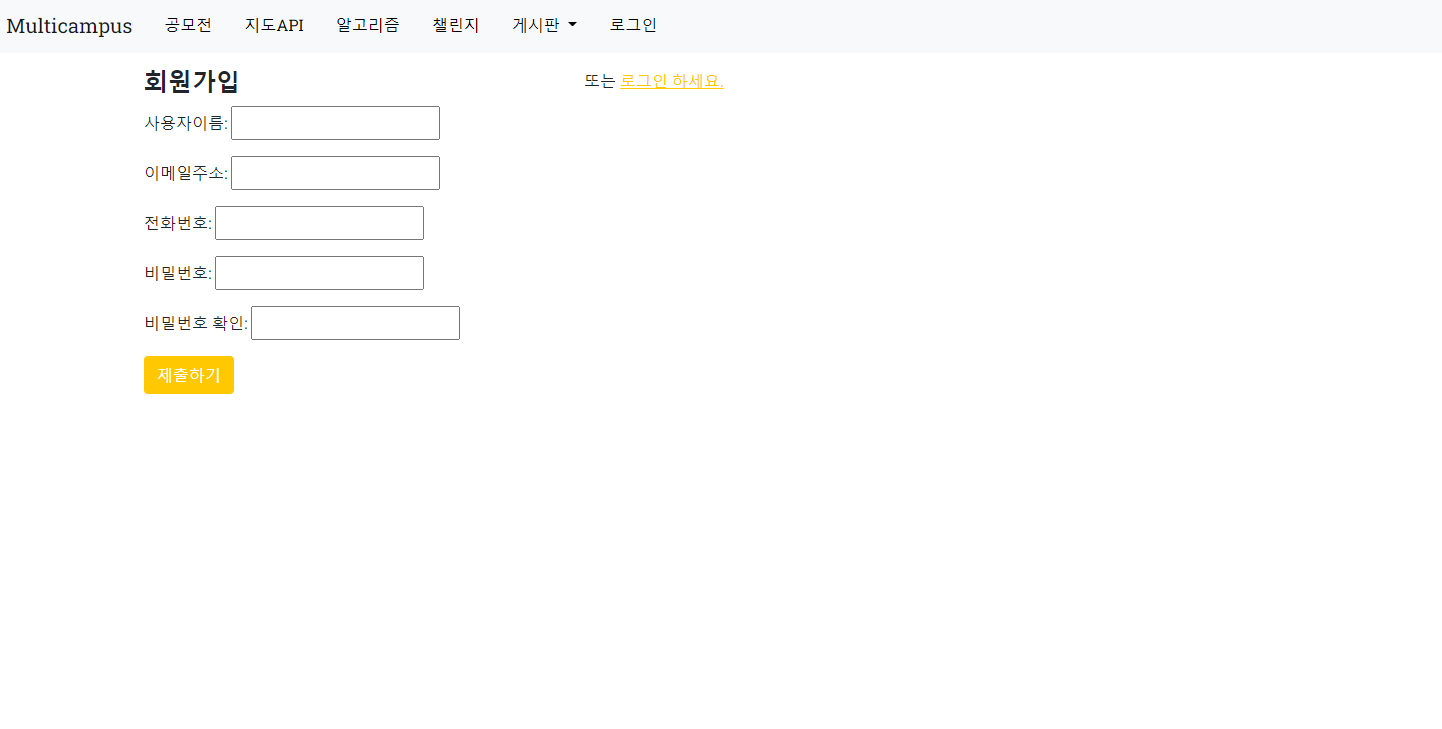 Multicampus 공모전 지도API 알고리즘 챌린지 게시판 로그인
회원가입 또는 로그인 하세요.
사용자이름:
이메일주소:
전화번호:
비밀번호:
비밀번호 확인:
제출하기